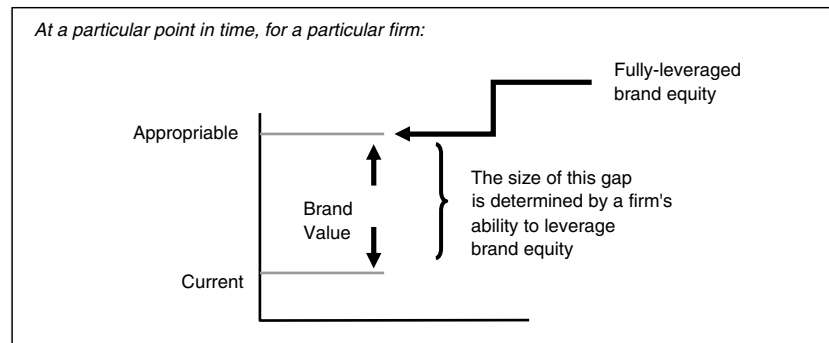 At a particular point in time, for a particular firm:
Fully-leveraged
brand equity
Appropriable
The size of this gap
is determined by a firm's
ability to leverage
brand equity
Brand
Value
Current